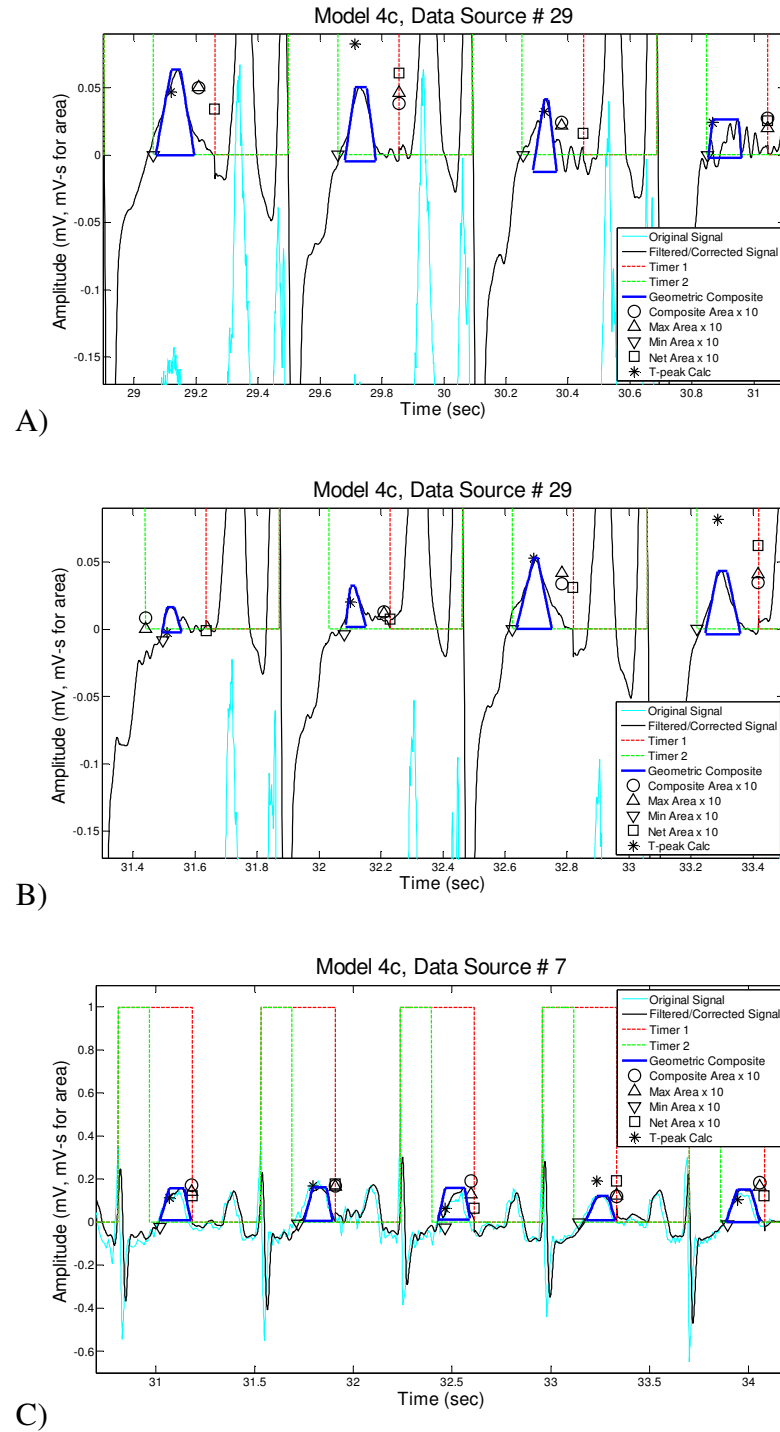 Model 4c, Data Source # 29
Amplitude (mV, mV-s for area)
0.05
0
-0.05
-0.1
-0.15
Original Signal
Filtered/Corrected Signal
Timer 1
Timer 2
Geometric Composite
Composite Area x 10
Max Area x 10
Min Area x 10
Net Area x 10
T-peak Calc
29 29.2 29.4 29.6 29.8 30 30.2 30.4 30.6 30.8 31
Time (sec)
A)
Model 4c, Data Source # 29
Amplitude (mV, mV-s for area)
0.05
0
-0.05
-0.1
-0.15
Original Signal
Filtered/Corrected Signal
Timer 1
Timer 2
Geometric Composite
Composite Area x 10
Max Area x 10
Min Area x 10
Net Area x 10
T-peak Calc
31.4 31.6 31.8 32 32.2 32.4 32.6 32.8 33 33.2 33.4
Time (sec)
B)
Model 4c, Data Source # 7
Amplitude (mV, mV-s for area)
1
0.8
0.6
0.4
0.2
0
-0.2
-0.4
-0.6
Original Signal
Filtered/Corrected Signal
Timer 1
Timer 2
Geometric Composite
Composite Area x 10
Max Area x 10
Min Area x 10
Net Area x 10
T-peak Calc
31 31.5 32 32.5 33 33.5 34
Time (sec)
C)